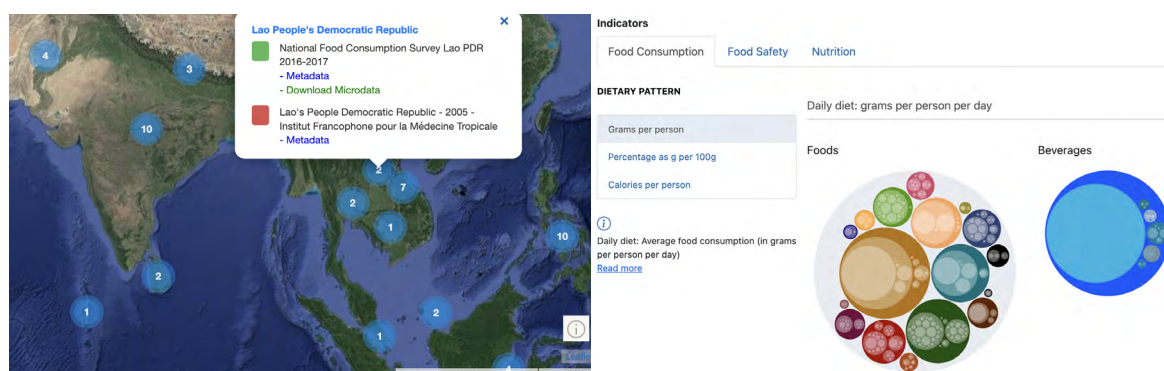 Lao People's Democratic Republic
×
National Food Consumption Survey Lao PDR
2016-2017
- Metadata
- Download Microdata
Lao's People Democratic Republic - 2005 -
Institut Francophone pour la Médecine Tropicale
- Metadata
4
3
10
2
7
2
1
10
2
1
2
1
Indicators
Food Consumption
Food Safety
Nutrition
DIETARY PATTERN
Grams per person
Percentage as g per 100g
Calories per person
Daily diet: Average food consumption (in grams
per person per day)
Read more
Daily diet: grams per person per day
Foods
Beverages